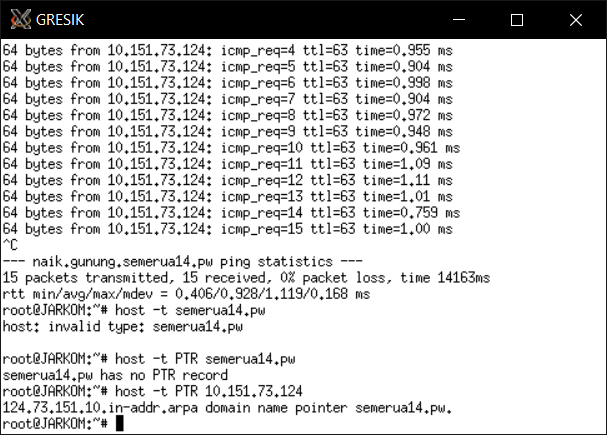 GRESIK
64 bytes from 10.151.73.124: icmp_req=4 ttl=63 time=0.955 ms
64 bytes from 10.151.73.124: icmp_req=5 ttl=63 time=0.904 ms
64 bytes from 10.151.73.124: icmp_req=6 ttl=63 time=0.998 ms
64 bytes from 10.151.73.124: icmp_req=7 ttl=63 time=0.904 ms
64 bytes from 10.151.73.124: icmp_req=8 ttl=63 time=0.972 ms
64 bytes from 10.151.73.124: icmp_req=9 ttl=63 time=0.948 ms
64 bytes from 10.151.73.124: icmp_req=10 ttl=63 time=0.961 ms
64 bytes from 10.151.73.124: icmp_req=11 ttl=63 time=1.09 ms
64 bytes from 10.151.73.124: icmp_req=12 ttl=63 time=1.11 ms
64 bytes from 10.151.73.124: icmp_req=13 ttl=63 time=1.01 ms
64 bytes from 10.151.73.124: icmp_req=14 ttl=63 time=0.759 ms
64 bytes from 10.151.73.124: icmp_req=15 ttl=63 time=1.00 ms
^C
--- naik.gunung.semerua14.pw ping statistics ---
15 packets transmitted, 15 received, 0% packet loss, time 14163ms
rtt min/avg/max/mdev = 0.406/0.928/1.119/0.168 ms
root@JARKOM:~# host -t semerua14.pw
host: invalid type: semerua14.pw
root@JARKOM:~# host -t PTR semerua14.pw
semerua14.pw has no PTR record
root@JARKOM:~# host -t PTR 10.151.73.124
124.73.151.10.in-addr.arpa domain name pointer semerua14.pw.
root@JARKOM:~#